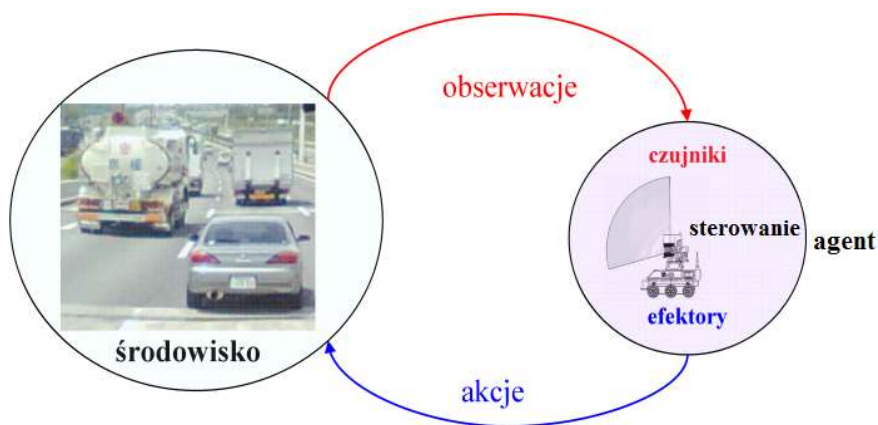 obserwacje
czujniki
sterowanie
agent
efektory
środowisko
akcje